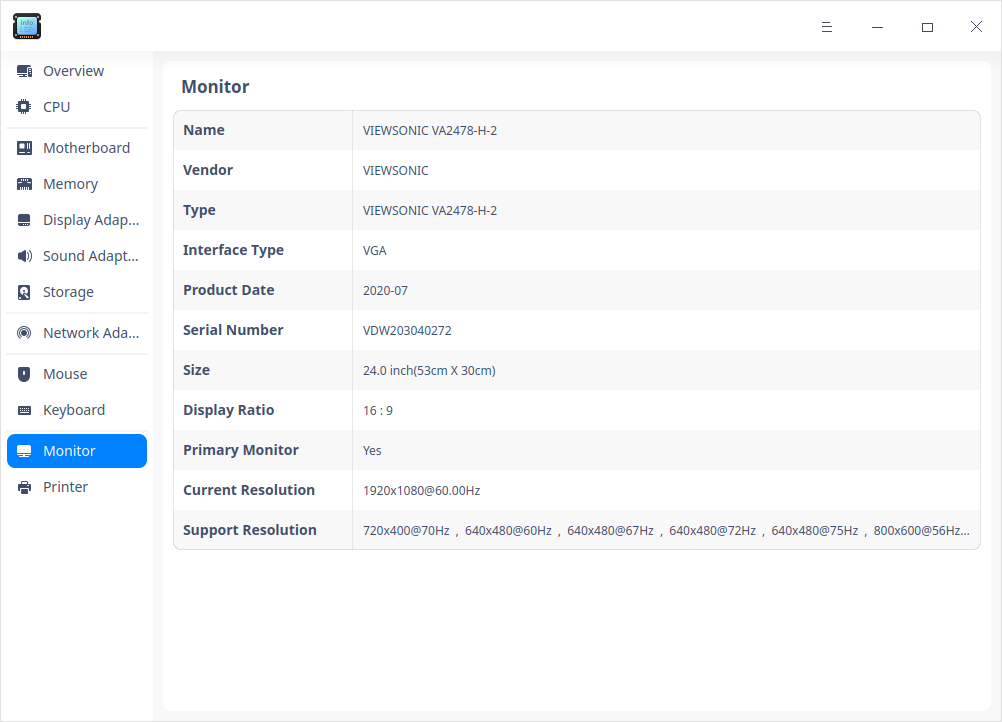 info
Overview
CPU
Motherboard
Memory
Display Adap...
Sound Adapt...
Storage
Network Ada...
Mouse
Keyboard
Monitor
Printer
Monitor
Name VIEWSONIC VA2478-H-2
Vendor VIEWSONIC
Type VIEWSONIC VA2478-H-2
Interface Type VGA
Product Date 2020-07
Serial Number VDW203040272
Size 24.0 inch(53cm X 30cm)
Display Ratio 16 : 9
Primary Monitor Yes
Current Resolution 1920x1080@60.00Hz
Support Resolution 720x400@70Hz , 640x480@60Hz , 640x480@67Hz , 640x480@72Hz , 640x480@75Hz , 800x600@56Hz...